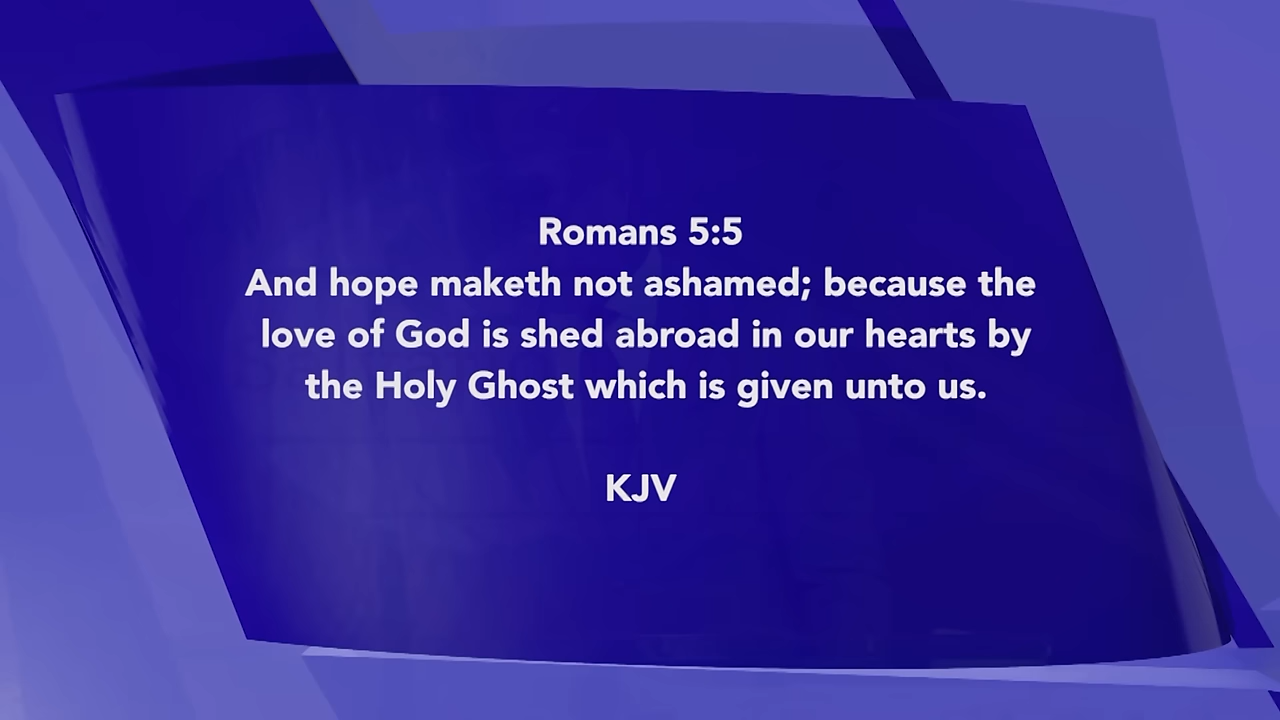 Romans 5:5
And hope maketh not ashamed; because the
love of God is shed abroad in our hearts by
the Holy Ghost which is given unto us.
KJV